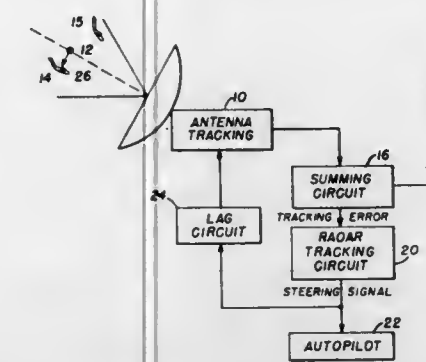 15
12
14
26
10
ANTENNA
TRACKING
16
SUMMING
CIRCUIT
24
LAG
CIRCUIT
TRACKING ERROR
RADAR
TRACKING
CIRCUIT
20
STEERING SIGNAL
22
AUTOPILOT